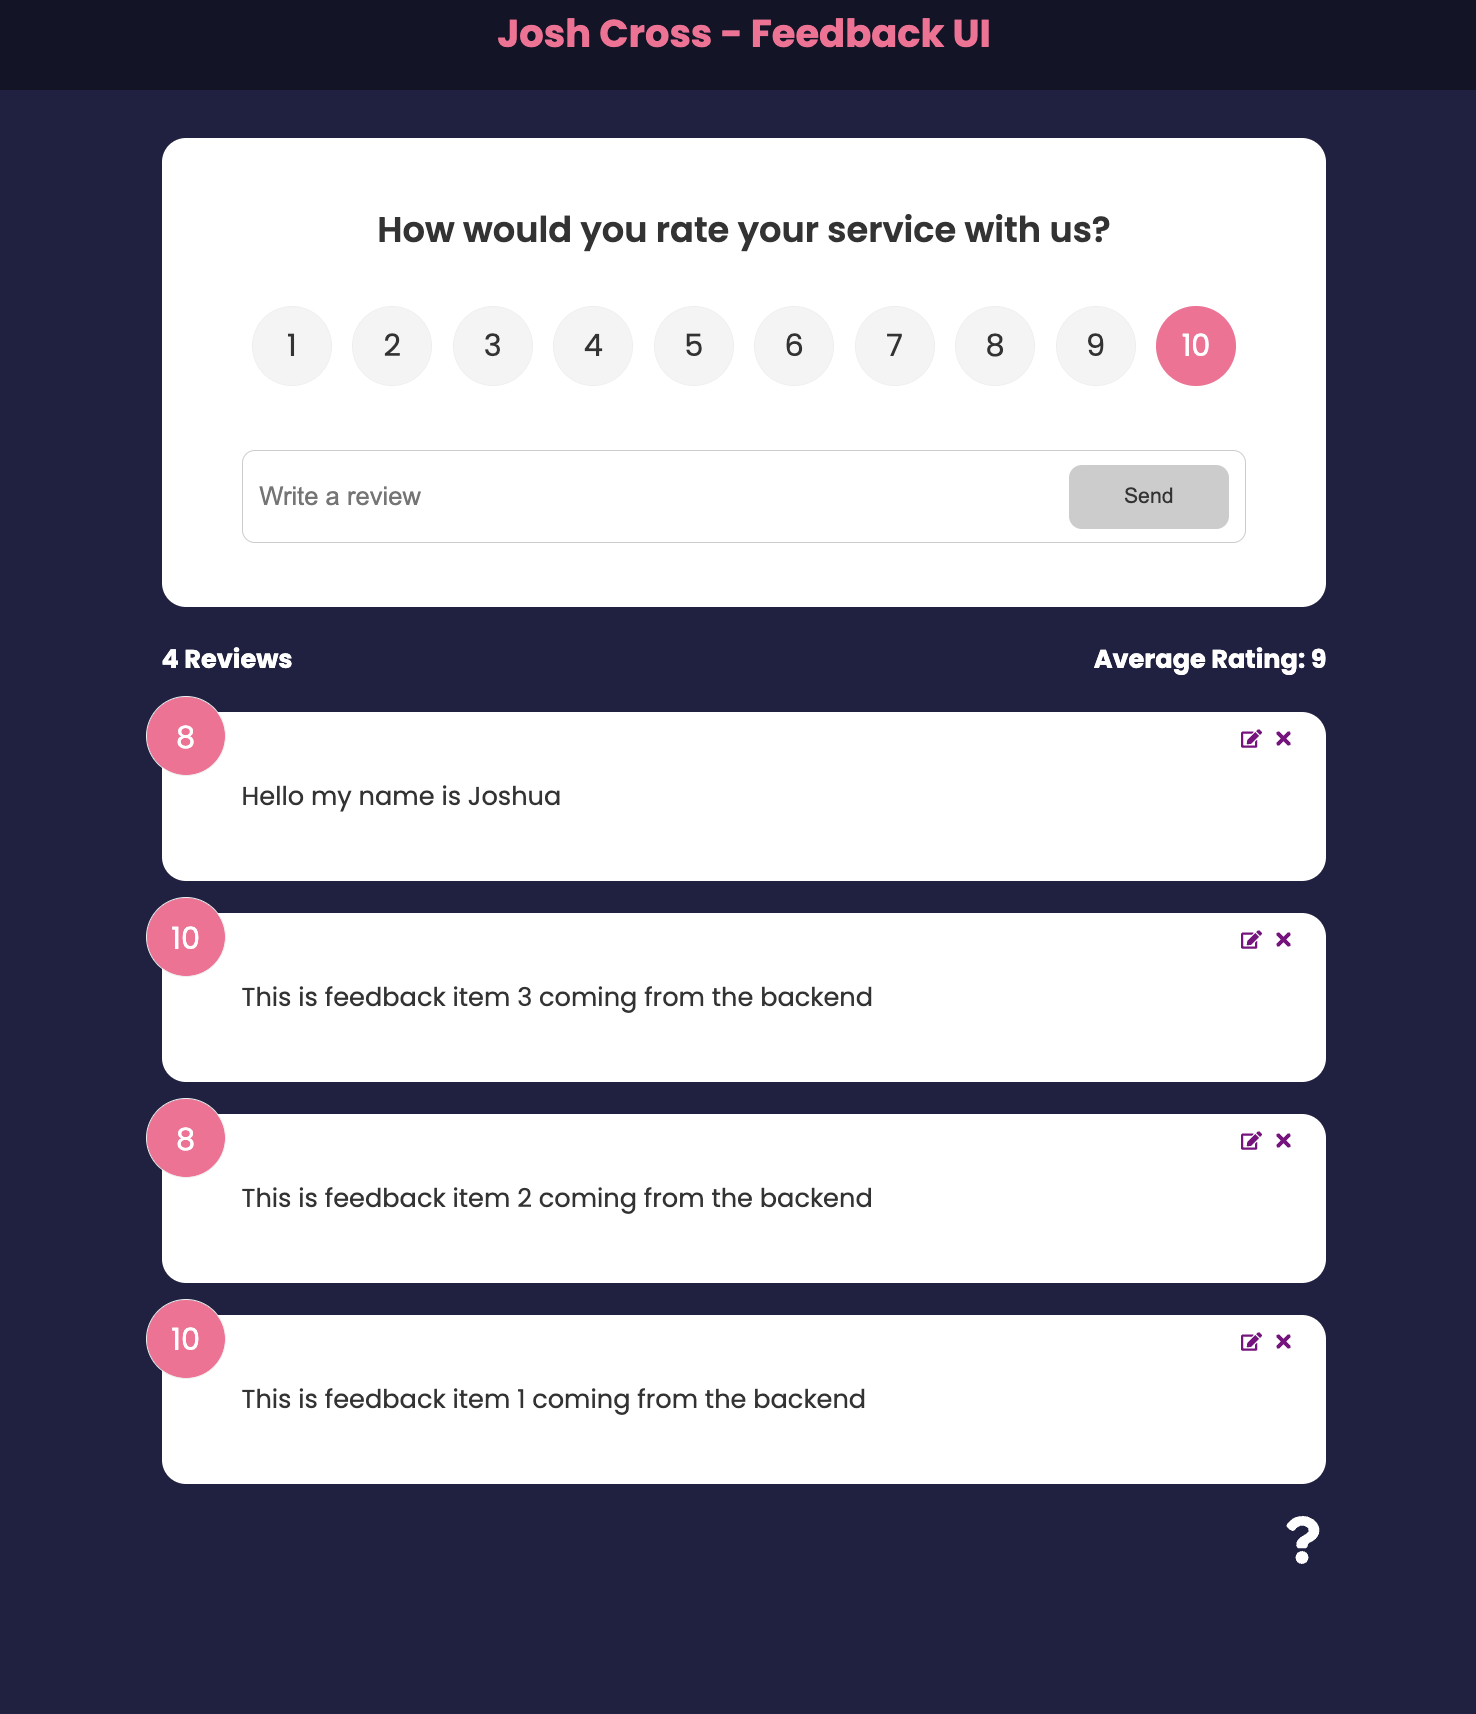 Josh Cross - Feedback UI
How would you rate your service with us?
1 2 3 4 5 6 7 8 9 10
Write a review Send
4 Reviews Average Rating: 9
8
Hello my name is Joshua
10
This is feedback item 3 coming from the backend
8
This is feedback item 2 coming from the backend
10
This is feedback item 1 coming from the backend
?